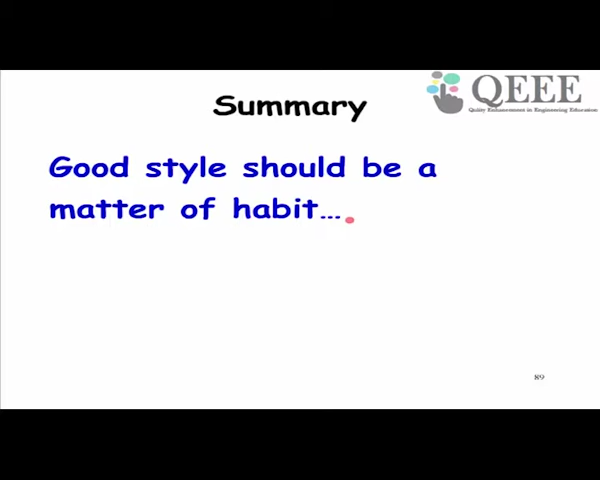 QEEE
Quality Enhancement in Engineering Education
Summary
Good style should be a
matter of habit...
89